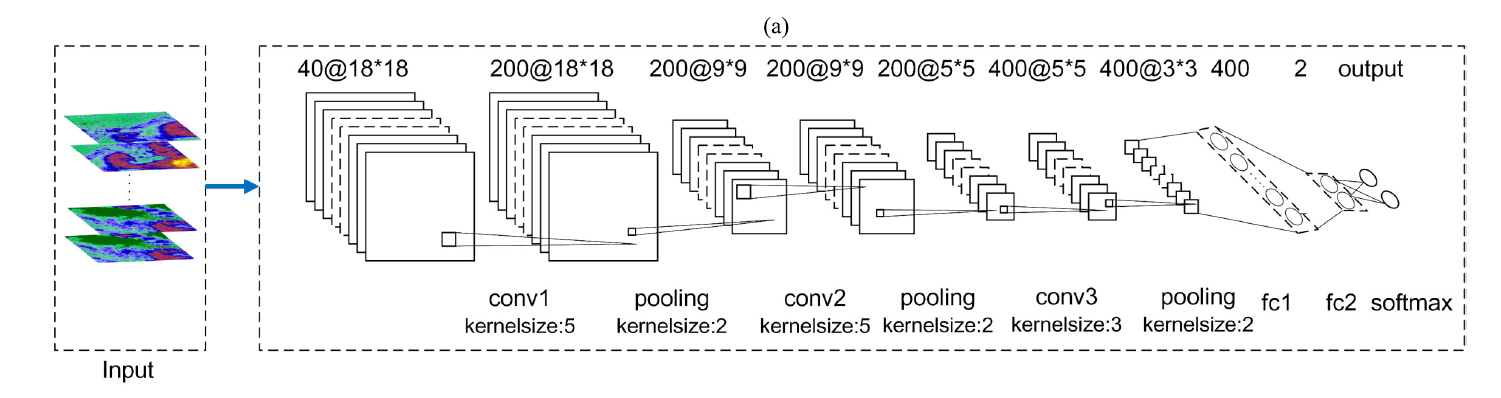 (a)
40@18*18 200@18*18 200@9*9 200@9*9 200@5*5 400@5*5 400@3*3 400 2 output
conv1 pooling conv2 pooling conv3 pooling fc1 fc2 softmax
kernelsize:5 kernelsize:2 kernelsize:5 kernelsize:2 kernelsize:3 kernelsize:2
Input